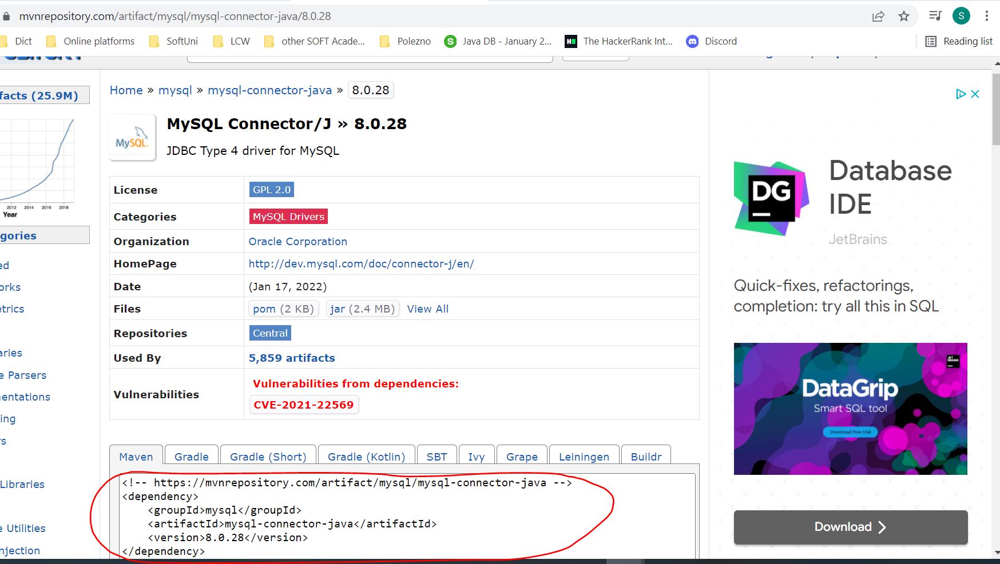 mvnrepository.com/artifact/mysql/mysql-connector-java/8.0.28
S
Dict
Online platforms
SoftUni
LCW
other SOFT Acade...
Polezno
S
Java DB - January 2...
The HackerRank Int...
Discord
Reading list
facts (25.9M)
2012 2014 2016 2018
Year
gories
ed
orks
etrics
aries
e Parsers
nentations
ing
rs
Libraries
e Utilities
njection
Home » mysql » mysql-connector-java » 8.0.28
MySQL
MySQL Connector/J » 8.0.28
JDBC Type 4 driver for MySQL
License GPL 2.0
Categories MySQL Drivers
Organization Oracle Corporation
HomePage http://dev.mysql.com/doc/connector-j/en/
Date (Jan 17, 2022)
Files pom (2 KB) jar (2.4 MB) View All
Repositories Central
Used By 5,859 artifacts
Vulnerabilities Vulnerabilities from dependencies:
CVE-2021-22569
Maven Gradle Gradle (Short) Gradle (Kotlin) SBT Ivy Grape Leiningen Buildr
<!-- https://mvnrepository.com/artifact/mysql/mysql-connector-java -->
<dependency>
    <groupId>mysql</groupId>
    <artifactId>mysql-connector-java</artifactId>
    <version>8.0.28</version>
</dependency>
DG
Database
IDE
JetBrains
Quick-fixes, refactorings,
completion: try all this in SQL
JET
BRAINS
DataGrip
Smart SQL tool
Download free trial
Download